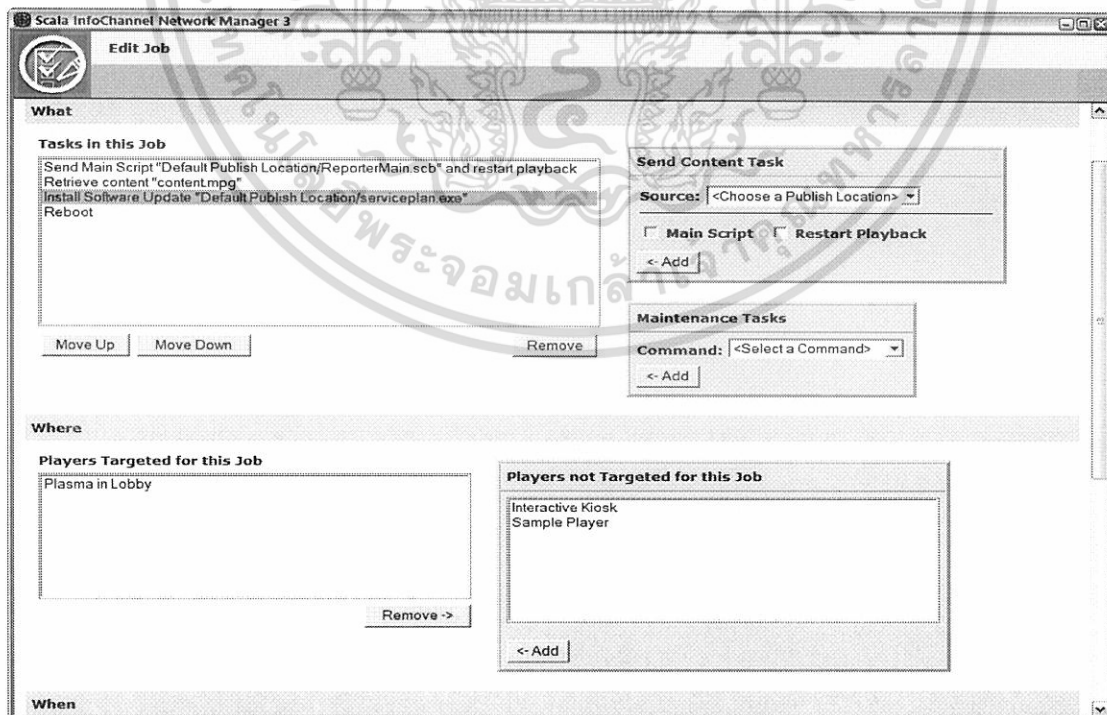 Scala InfoChannel Network Manager 3
Edit Job
What
Tasks in this Job
Send Main Script "Default Publish Location/ReporterMain.scb" and restart playback
Retrieve content "content.mpg"
Install Software Update "Default Publish Location/serviceplan.exe"
Reboot
Move Up
Move Down
Remove
Send Content Task
Source: <Choose a Publish Location>
Main Script
Restart Playback
<- Add
Maintenance Tasks
Command: <Select a Command>
<- Add
Where
Players Targeted for this Job
Plasma in Lobby
Remove ->
Players not Targeted for this Job
Interactive Kiosk
Sample Player
<- Add
When